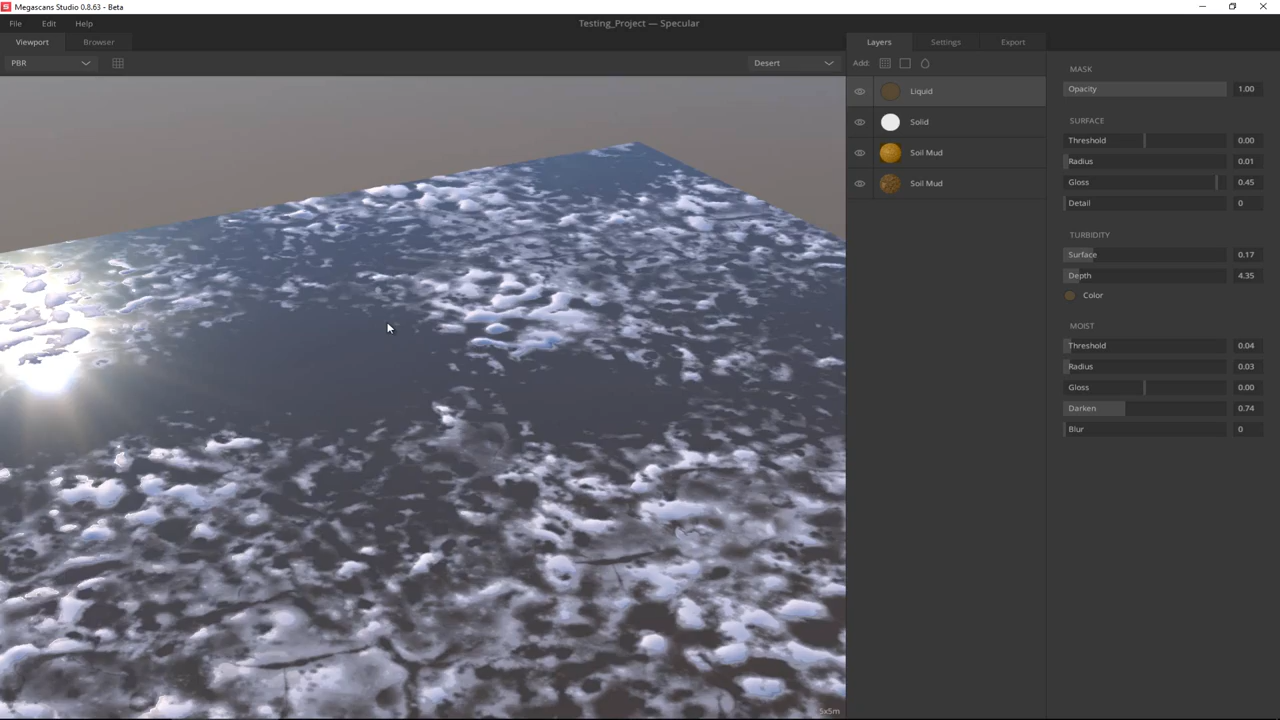 S Megascans Studio 0.8.63 - Beta
File Edit Help Testing_Project — Specular
Viewport Browser Layers Settings Export
PBR Desert Add:
Liquid
Solid
Soil Mud
Soil Mud
MASK
Opacity 1.00
SURFACE
Threshold 0.00
Radius 0.01
Gloss 0.45
Detail 0
TURBIDITY
Surface 0.17
Depth 4.35
Color
MOIST
Threshold 0.04
Radius 0.03
Gloss 0.00
Darken 0.74
Blur 0
5x5m